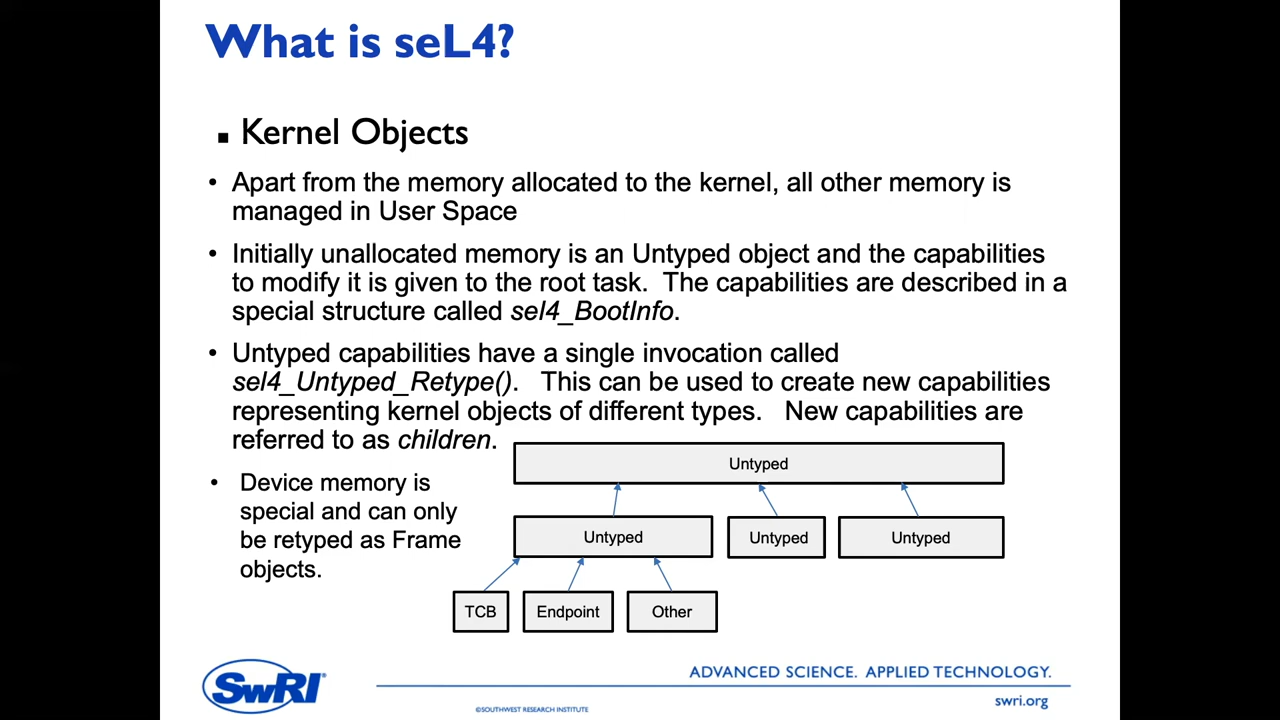 What is seL4?
▪ Kernel Objects
• Apart from the memory allocated to the kernel, all other memory is
managed in User Space
• Initially unallocated memory is an Untyped object and the capabilities
to modify it is given to the root task. The capabilities are described in a
special structure called sel4_BootInfo.
• Untyped capabilities have a single invocation called
sel4_Untyped_Retype(). This can be used to create new capabilities
representing kernel objects of different types. New capabilities are
referred to as children.
• Device memory is
special and can only
be retyped as Frame
objects.
Untyped
Untyped
Untyped
Untyped
TCB
Endpoint
Other
SwRI®
ADVANCED SCIENCE. APPLIED TECHNOLOGY.
©SOUTHWEST RESEARCH INSTITUTE
swri.org